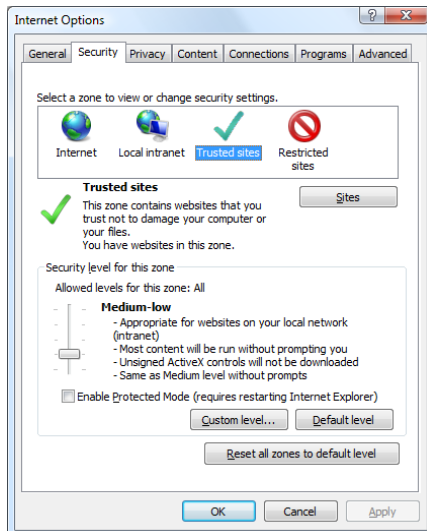 Internet Options
General Security Privacy Content Connections Programs Advanced
Select a zone to view or change security settings.
Internet Local intranet Trusted sites Restricted
sites
Trusted sites
Sites
This zone contains websites that you
trust not to damage your computer or
your files.
You have websites in this zone.
Security level for this zone
Allowed levels for this zone: All
Medium-low
- Appropriate for websites on your local network
(intranet)
- Most content will be run without prompting you
- Unsigned ActiveX controls will not be downloaded
- Same as Medium level without prompts
Enable Protected Mode (requires restarting Internet Explorer)
Custom level... Default level
Reset all zones to default level
OK Cancel Apply